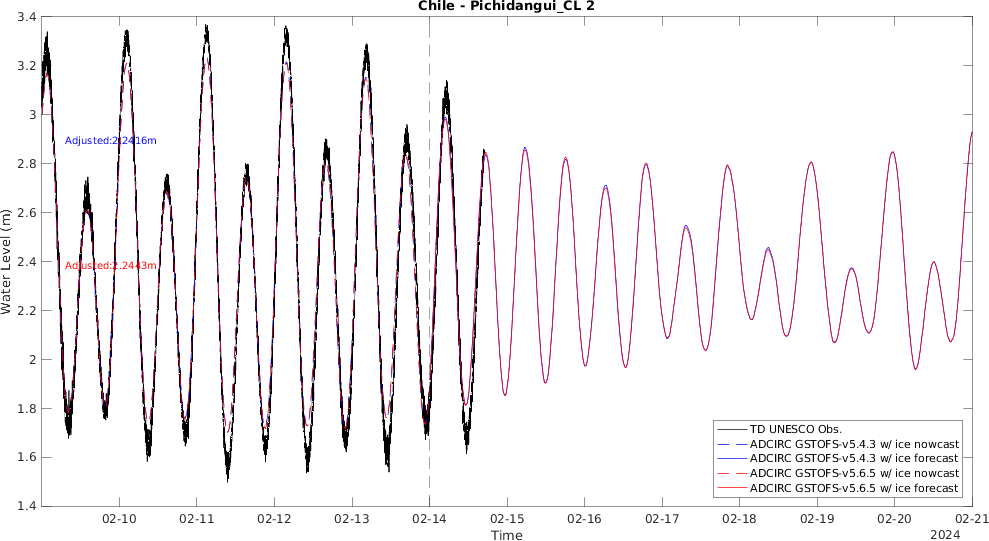 Chile - Pichidangui_CL 2
3.4
3.2
3
2.8
2.6
2.4
2.2
2
1.8
1.6
1.4
Water Level (m)
Adjusted:2.2416m
Adjusted:2.2443m
TD UNESCO Obs.
ADCIRC GSTOFS-v5.4.3 w/ ice nowcast
ADCIRC GSTOFS-v5.4.3 w/ ice forecast
ADCIRC GSTOFS-v5.6.5 w/ ice nowcast
ADCIRC GSTOFS-v5.6.5 w/ ice forecast
02-10 02-11 02-12 02-13 02-14 02-15 02-16 02-17 02-18 02-19 02-20 02-21
Time
2024